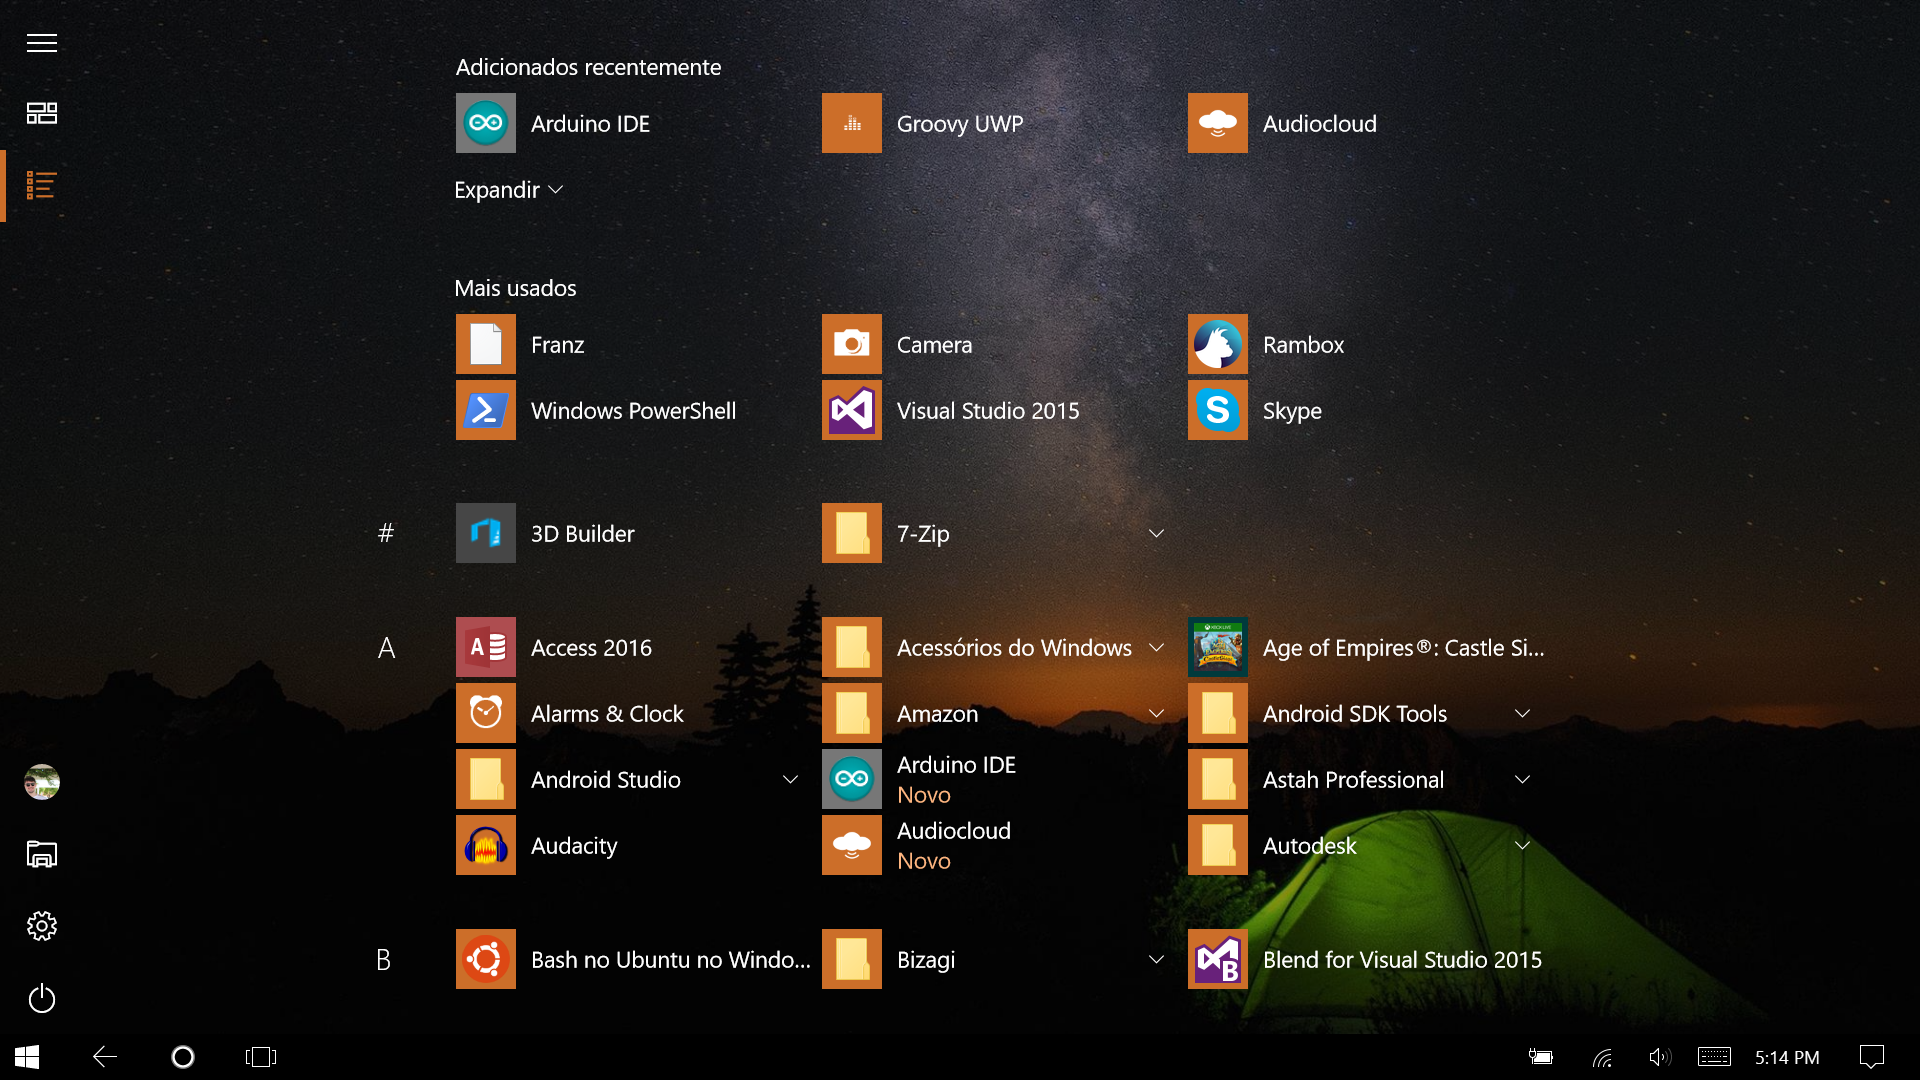 Adicionados recentemente
Arduino IDE
Groovy UWP
Audiocloud
Expandir
Mais usados
Franz
Camera
Rambox
Windows PowerShell
Visual Studio 2015
Skype
#
3D Builder
7-Zip
A
Access 2016
Acessórios do Windows
Age of Empires®: Castle Si...
Alarms & Clock
Amazon
Android SDK Tools
Android Studio
Arduino IDE
Novo
Astah Professional
Audacity
Audiocloud
Novo
Autodesk
B
Bash no Ubuntu no Windo...
Bizagi
Blend for Visual Studio 2015
5:14 PM